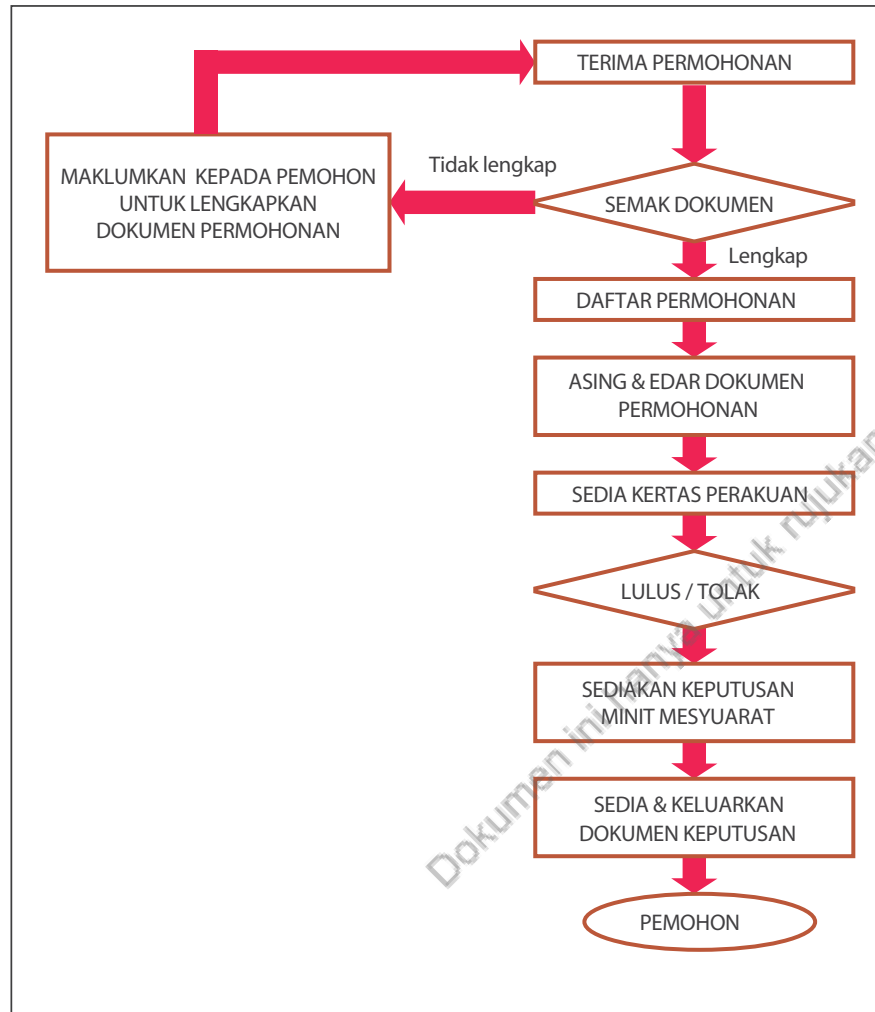 TERIMA PERMOHONAN
MAKLUMKAN KEPADA PEMOHON
UNTUK LENGKAPKAN
DOKUMEN PERMOHONAN
Tidak lengkap
SEMAK DOKUMEN
Lengkap
DAFTAR PERMOHONAN
ASING & EDAR DOKUMEN
PERMOHONAN
SEDIA KERTAS PERAKUAN
LULUS / TOLAK
SEDIAKAN KEPUTUSAN
MINIT MESYUARAT
SEDIA & KELUARKAN
DOKUMEN KEPUTUSAN
PEMOHON
Dokumen ini hanya untuk rujukan